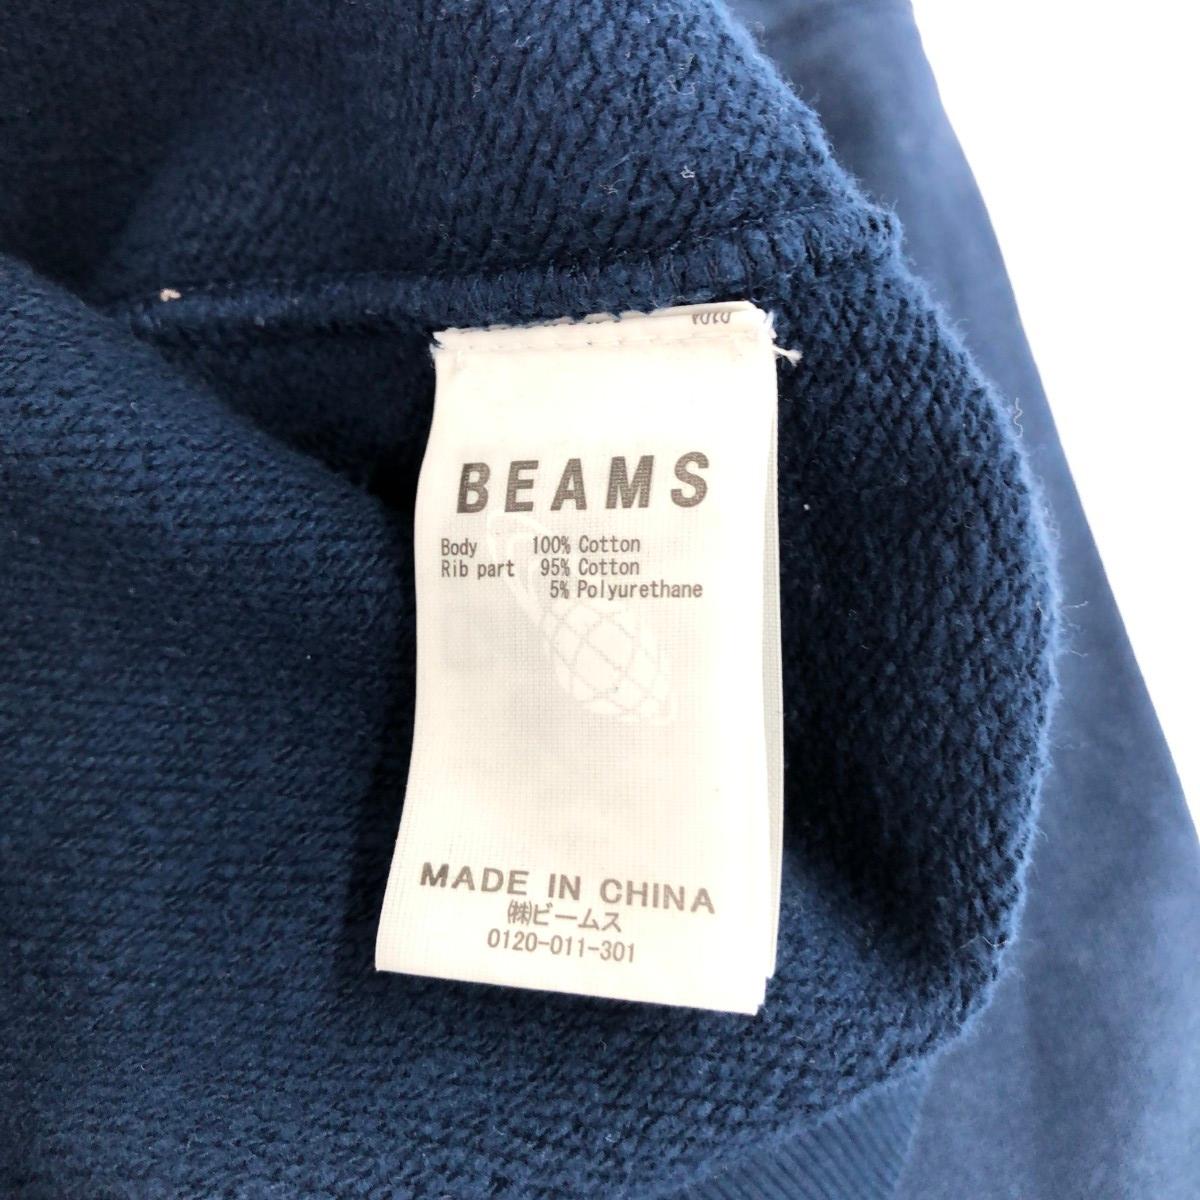 BEAMS
Body 100% Cotton
Rib part 95% Cotton
5% Polyurethane
MADE IN CHINA
㈱ビームス
0120-011-301